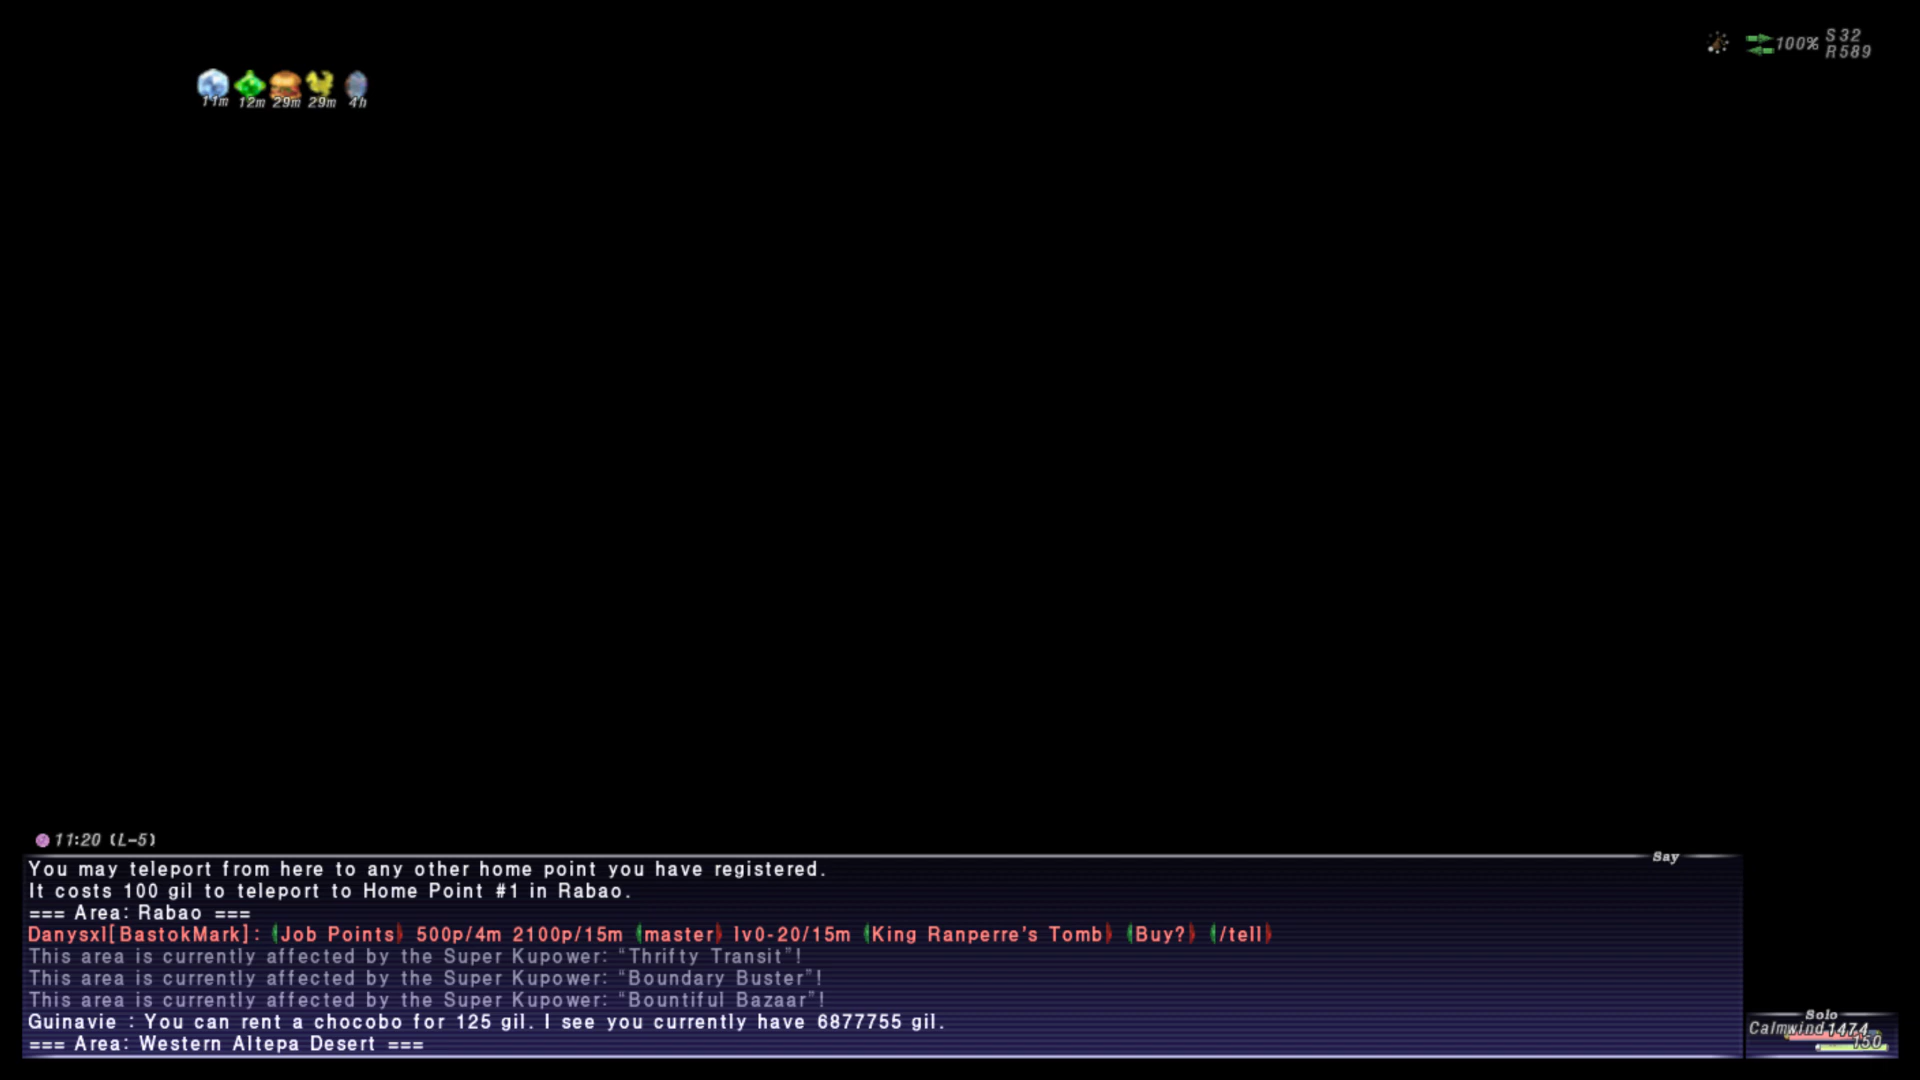 S 32
100% R 589
11m 12m 29m 29m 4h
11:20 (L-5)
Say
You may teleport from here to any other home point you have registered.
It costs 100 gil to teleport to Home Point #1 in Rabao.
=== Area: Rabao ===
Danysxl[BastokMark]: (Job Points) 500p/4m 2100p/15m (master) lv0-20/15m (King Ranperre's Tomb) (Buy?) (/tell)
This area is currently affected by the Super Kupower: “Thrifty Transit”!
This area is currently affected by the Super Kupower: “Boundary Buster”!
This area is currently affected by the Super Kupower: “Bountiful Bazaar”!
Guinavie : You can rent a chocobo for 125 gil. I see you currently have 6877755 gil.
=== Area: Western Altepa Desert ===
Solo
Calmwind 1474
150